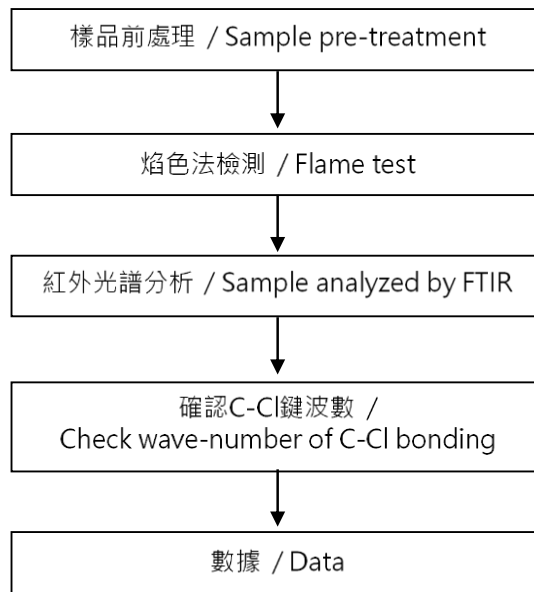 樣品前處理 / Sample pre-treatment
焰色法檢測 / Flame test
紅外光譜分析 / Sample analyzed by FTIR
確認C-Cl鍵波數 /
Check wave-number of C-Cl bonding
數據 / Data